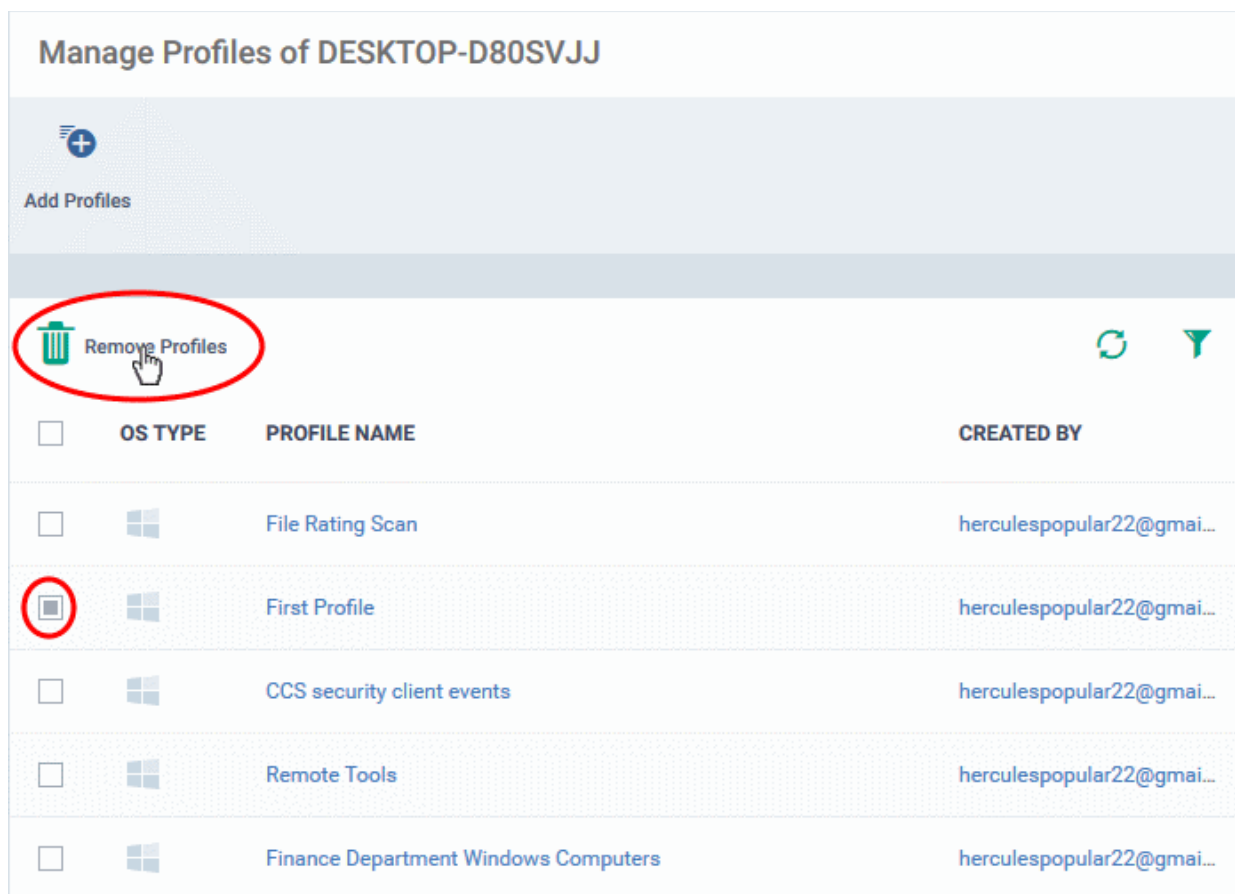 Manage Profiles of DESKTOP-D80SVJJ
Add Profiles
Remove Profiles
OS TYPE PROFILE NAME CREATED BY
File Rating Scan herculespopular22@gmai...
First Profile herculespopular22@gmai...
CCS security client events herculespopular22@gmai...
Remote Tools herculespopular22@gmai...
Finance Department Windows Computers herculespopular22@gmai...